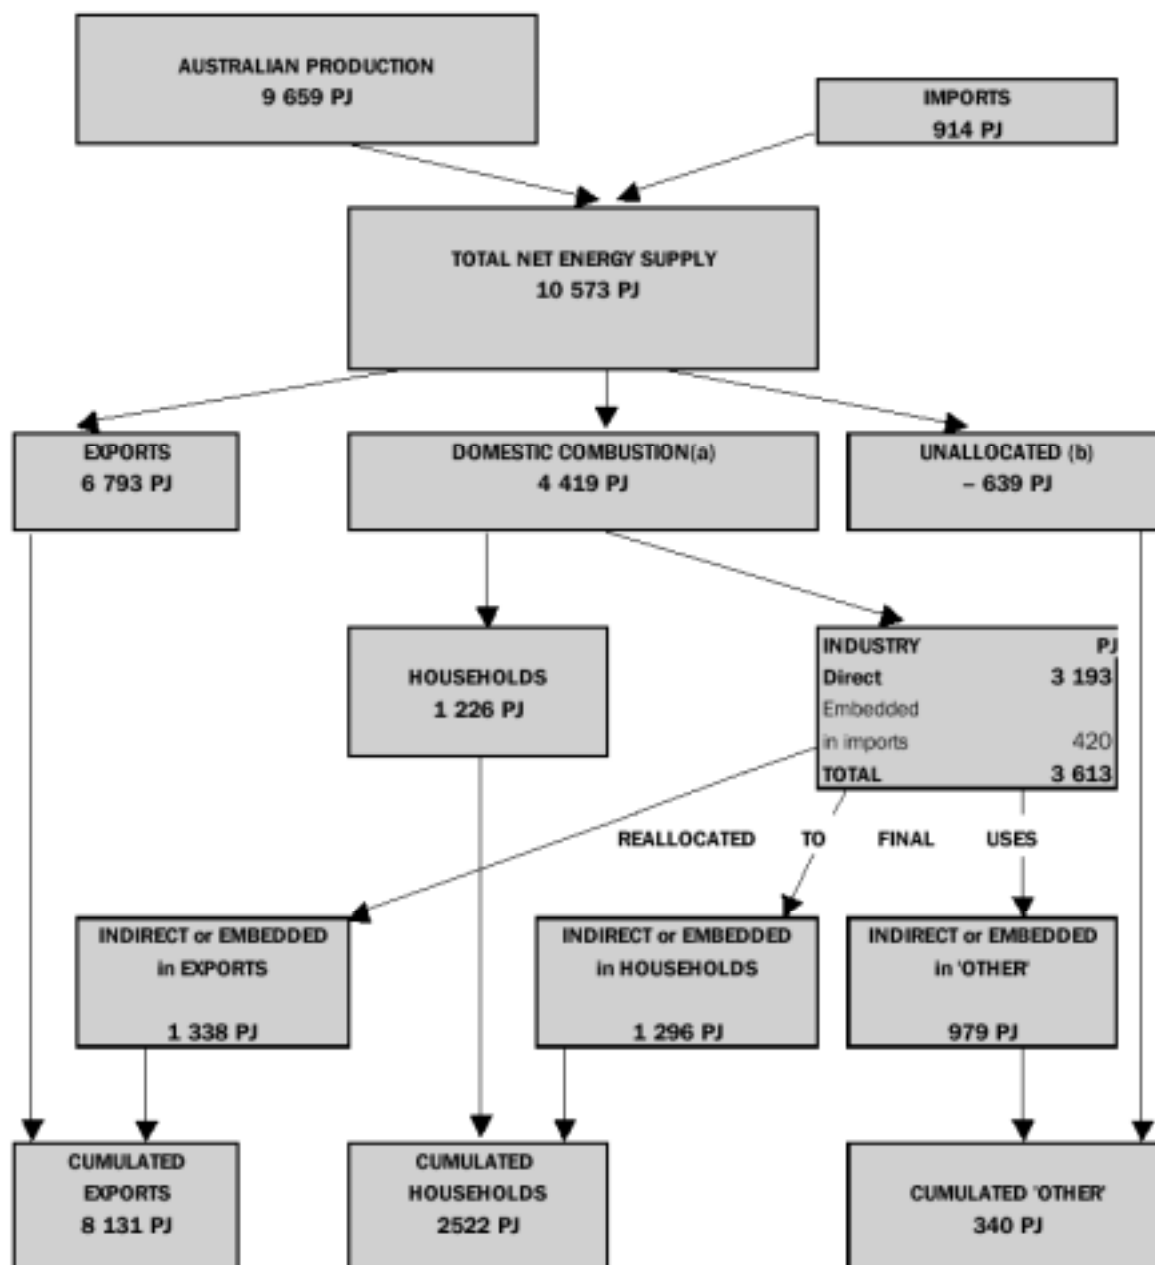 AUSTRALIAN PRODUCTION
9 659 PJ
IMPORTS
914 PJ
TOTAL NET ENERGY SUPPLY
10 573 PJ
EXPORTS
6 793 PJ
DOMESTIC COMBUSTION(a)
4 419 PJ
UNALLOCATED (b)
– 639 PJ
HOUSEHOLDS
1 226 PJ
INDUSTRY PJ
Direct 3 193
Embedded
in imports 420
TOTAL 3 613
REALLOCATED TO FINAL USES
INDIRECT or EMBEDDED
in EXPORTS
1 338 PJ
INDIRECT or EMBEDDED
in HOUSEHOLDS
1 296 PJ
INDIRECT or EMBEDDED
in 'OTHER'
979 PJ
CUMULATED
EXPORTS
8 131 PJ
CUMULATED
HOUSEHOLDS
2522 PJ
CUMULATED 'OTHER'
340 PJ